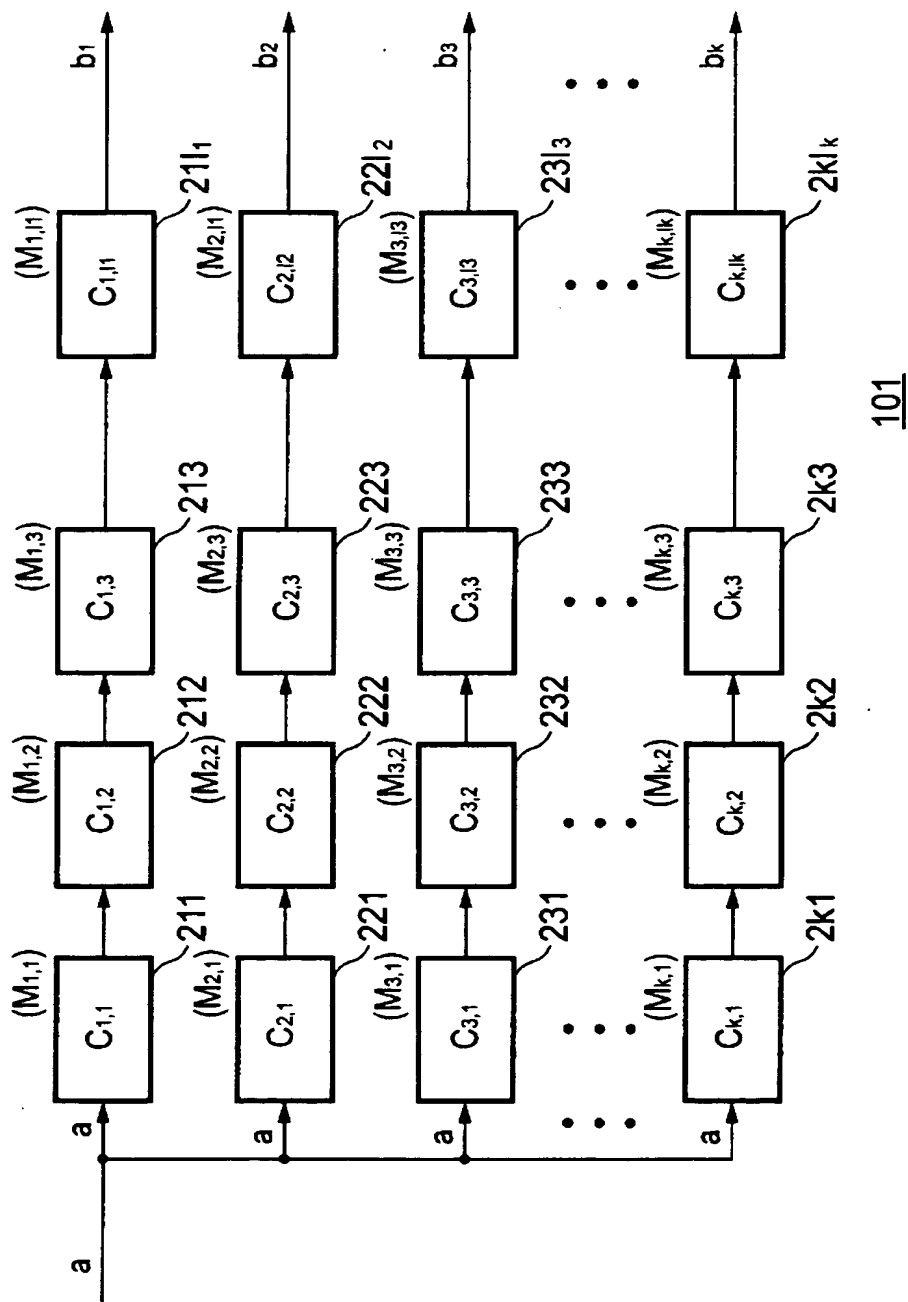 (M1,1) (M1,2) (M1,3) (M1,l1)
a a C1,1 C1,2 C1,3 C1,l1 b1
211 212 213 21l1
(M2,1) (M2,2) (M2,3) (M2,l1)
a C2,1 C2,2 C2,3 C2,l2 b2
221 222 223 22l2
(M3,1) (M3,2) (M3,3) (M3,l3)
a C3,1 C3,2 C3,3 C3,l3 b3
231 232 233 23l3
(Mk,1) (Mk,2) (Mk,3) (Mk,lk)
a Ck,1 Ck,2 Ck,3 Ck,lk bk
2k1 2k2 2k3 2klk
101